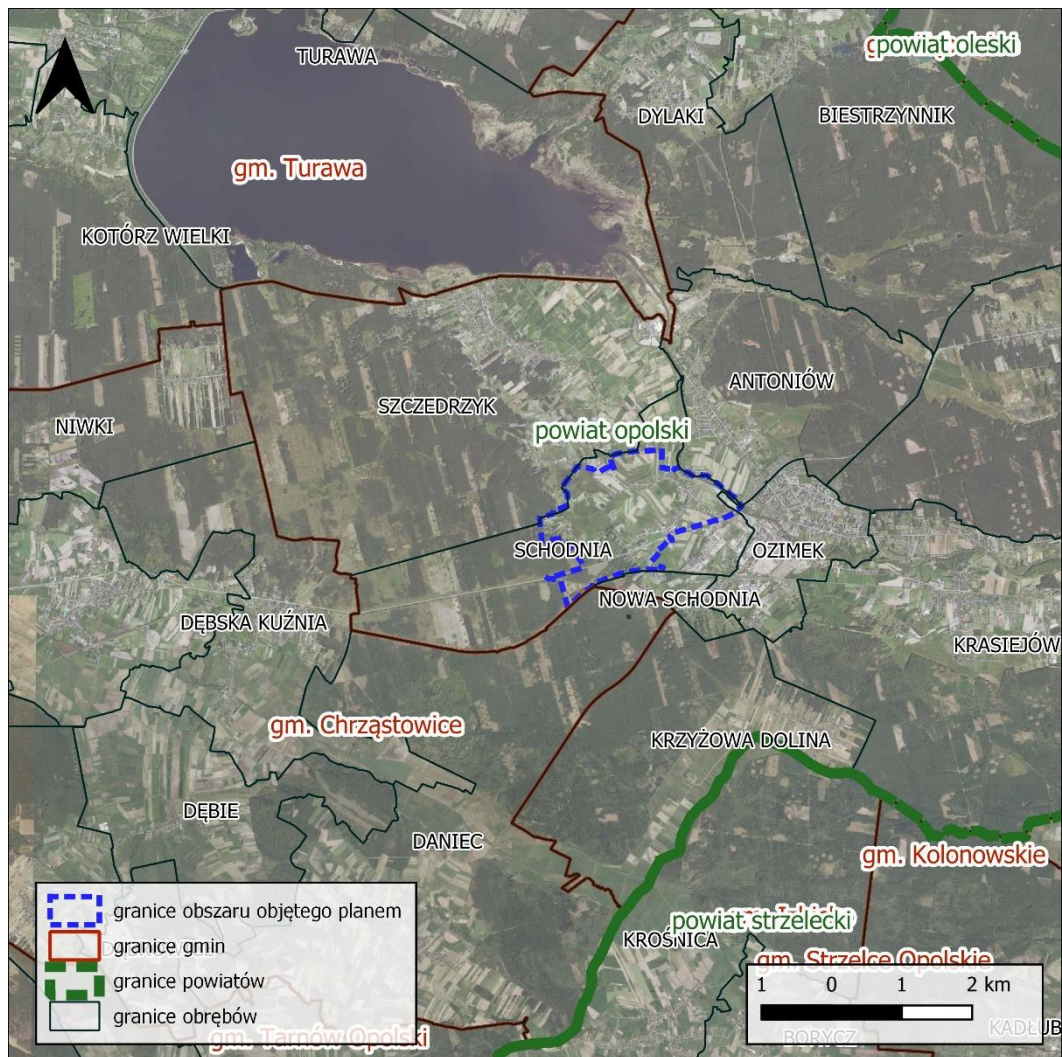 TURAWA
powiat oleski
DYLAKI
BIESTRZYNNIK
gm. Turawa
KOTÓRZ WIELKI
ANTONIÓW
SZCZEDRZYK
NIWKI
powiat opolski
SCHODNIA
OZIMEK
NOWA SCHODNIA
DĘBSKA KUŹNIA
KRASIEJÓW
gm. Chrząstowice
KRZYŻOWA DOLINA
DĘBIE
DANIEC
gm. Kolonowskie
granice obszaru objętego planem
powiat strzelecki
KROŚNICA
granice gmin
gm. Strzelce Opolskie
granice powiatów
1 0 1 2 km
granice obrębów
gm. Tarnów Opolski
BORYCZ
KADŁUB